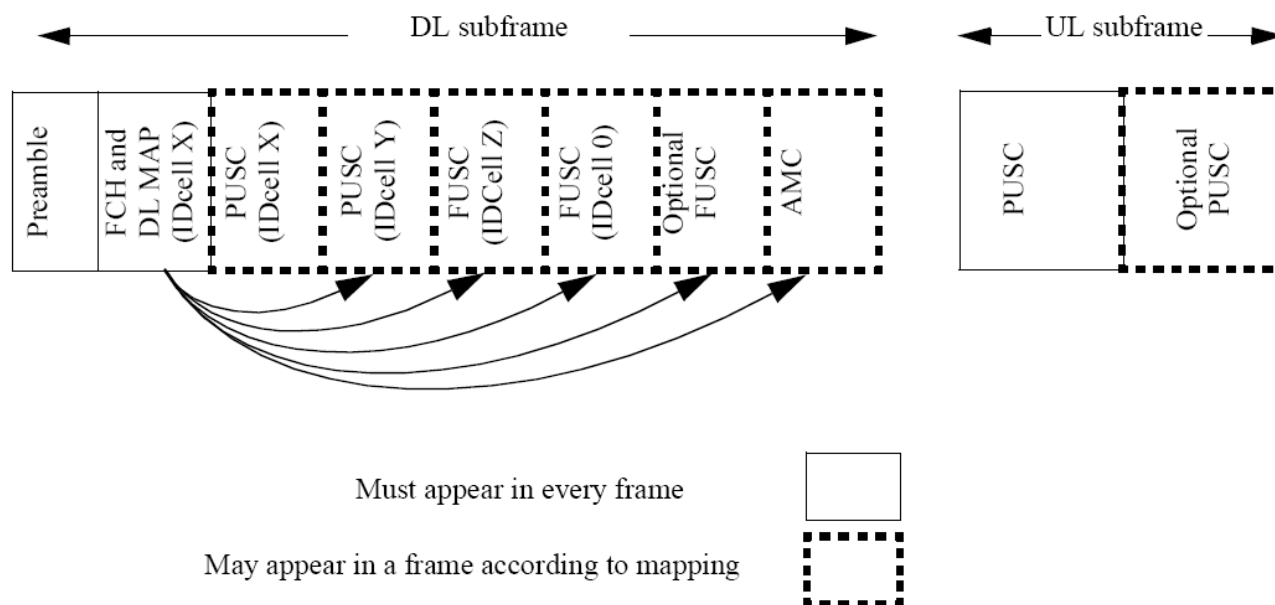 DL subframe
UL subframe
Preamble
FCH and
DL MAP
(IDcell X)
PUSC
(IDcell X)
PUSC
(IDcell Y)
FUSC
(IDCell Z)
FUSC
(IDcell 0)
Optional
FUSC
AMC
PUSC
Optional
PUSC
Must appear in every frame
May appear in a frame according to mapping